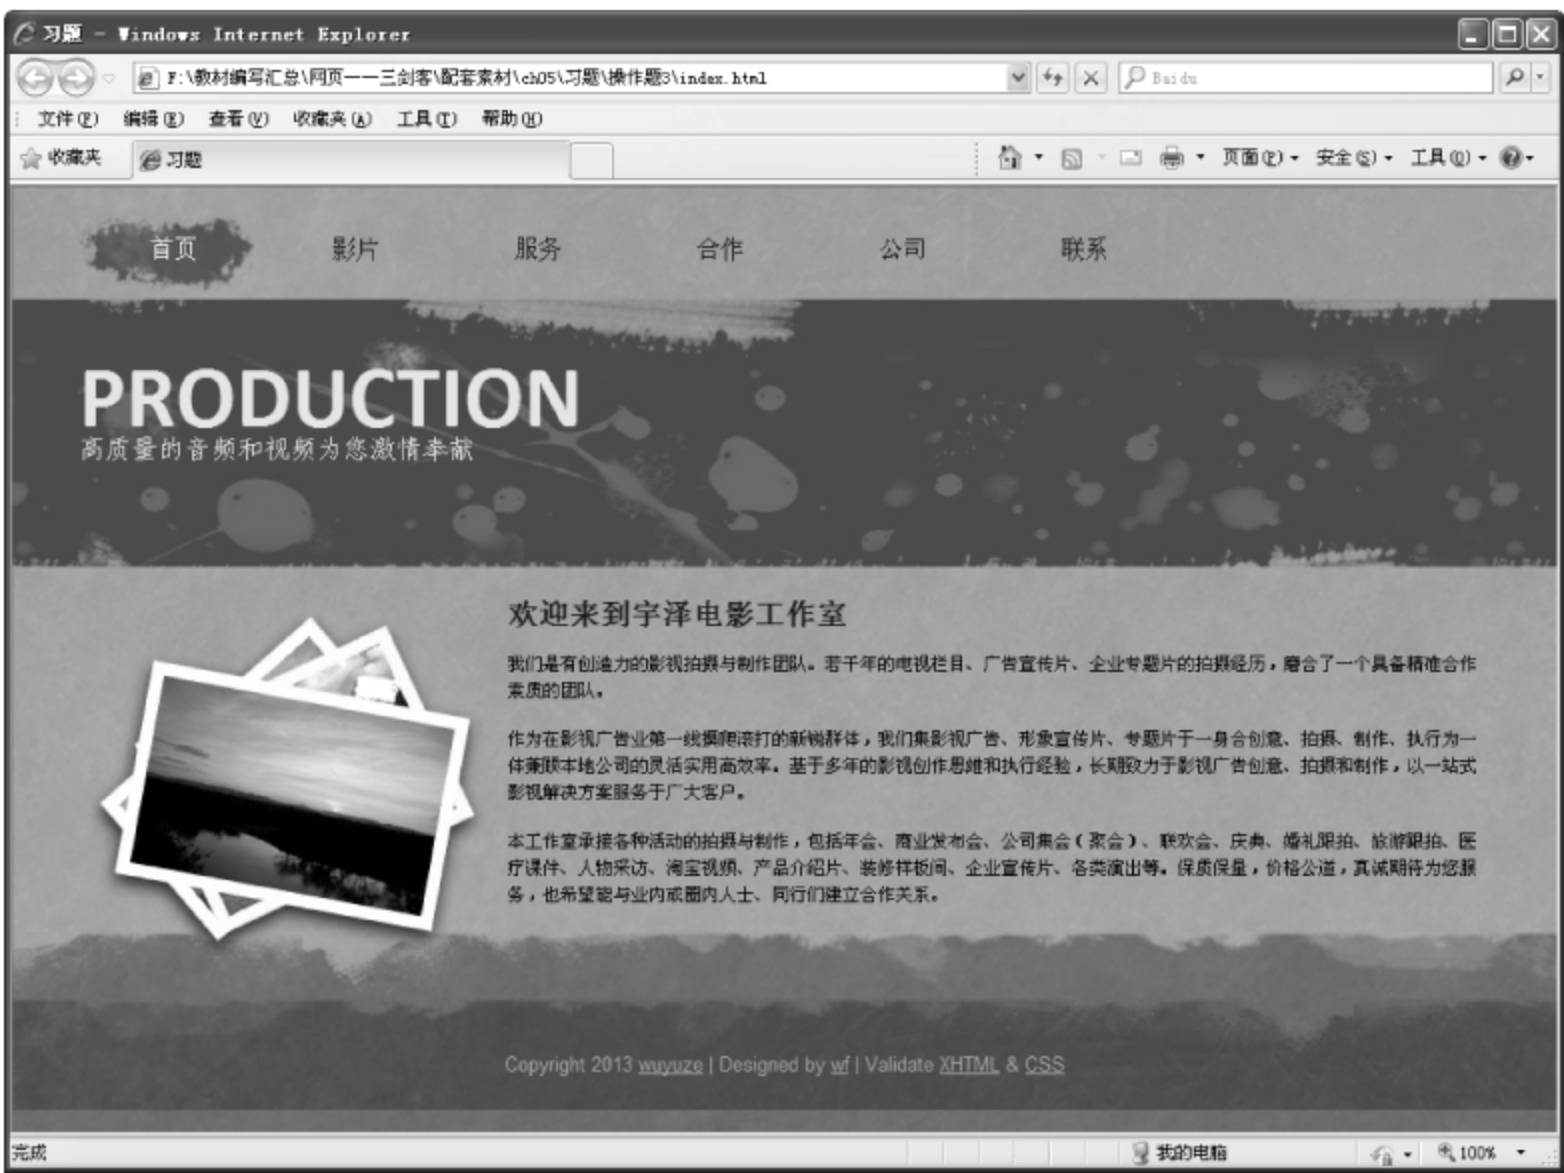 习题 - Windows Internet Explorer
F:\教材编写汇总\网页一一三剑客\配套素材\ch05\习题\操作题3\index.html
Baidu
文件(F) 编辑(E) 查看(V) 收藏夹(A) 工具(T) 帮助(H)
收藏夹 习题 页面(P) 安全(S) 工具(O)
首页 影片 服务 合作 公司 联系
PRODUCTION
高质量的音频和视频为您激情奉献
欢迎来到宇泽电影工作室
我们是有创造力的影视拍摄与制作团队。若干年的电视栏目、广告宣传片、企业专题片的拍摄经历，磨合了一个具备精准合作
素质的团队。
作为在影视广告业第一线摸爬滚打的新锐群体，我们集影视广告、形象宣传片、专题片于一身合创意、拍摄、制作、执行为一
体兼顾本地公司的灵活实用高效率。基于多年的影视创作思维和执行经验，长期致力于影视广告创意、拍摄和制作，以一站式
影视解决方案服务于广大客户。
本工作室承接各种活动的拍摄与制作，包括年会、商业发布会、公司集会（聚会）、联欢会、庆典、婚礼跟拍、旅游跟拍、医
疗课件、人物采访、淘宝视频、产品介绍片、装修样板间、企业宣传片、各类演出等。保质保量，价格公道，真诚期待为您服
务，也希望能与业内或圈内人士、同行们建立合作关系。
Copyright 2013 wuyuze | Designed by wf | Validate XHTML & CSS
完成 我的电脑 100%